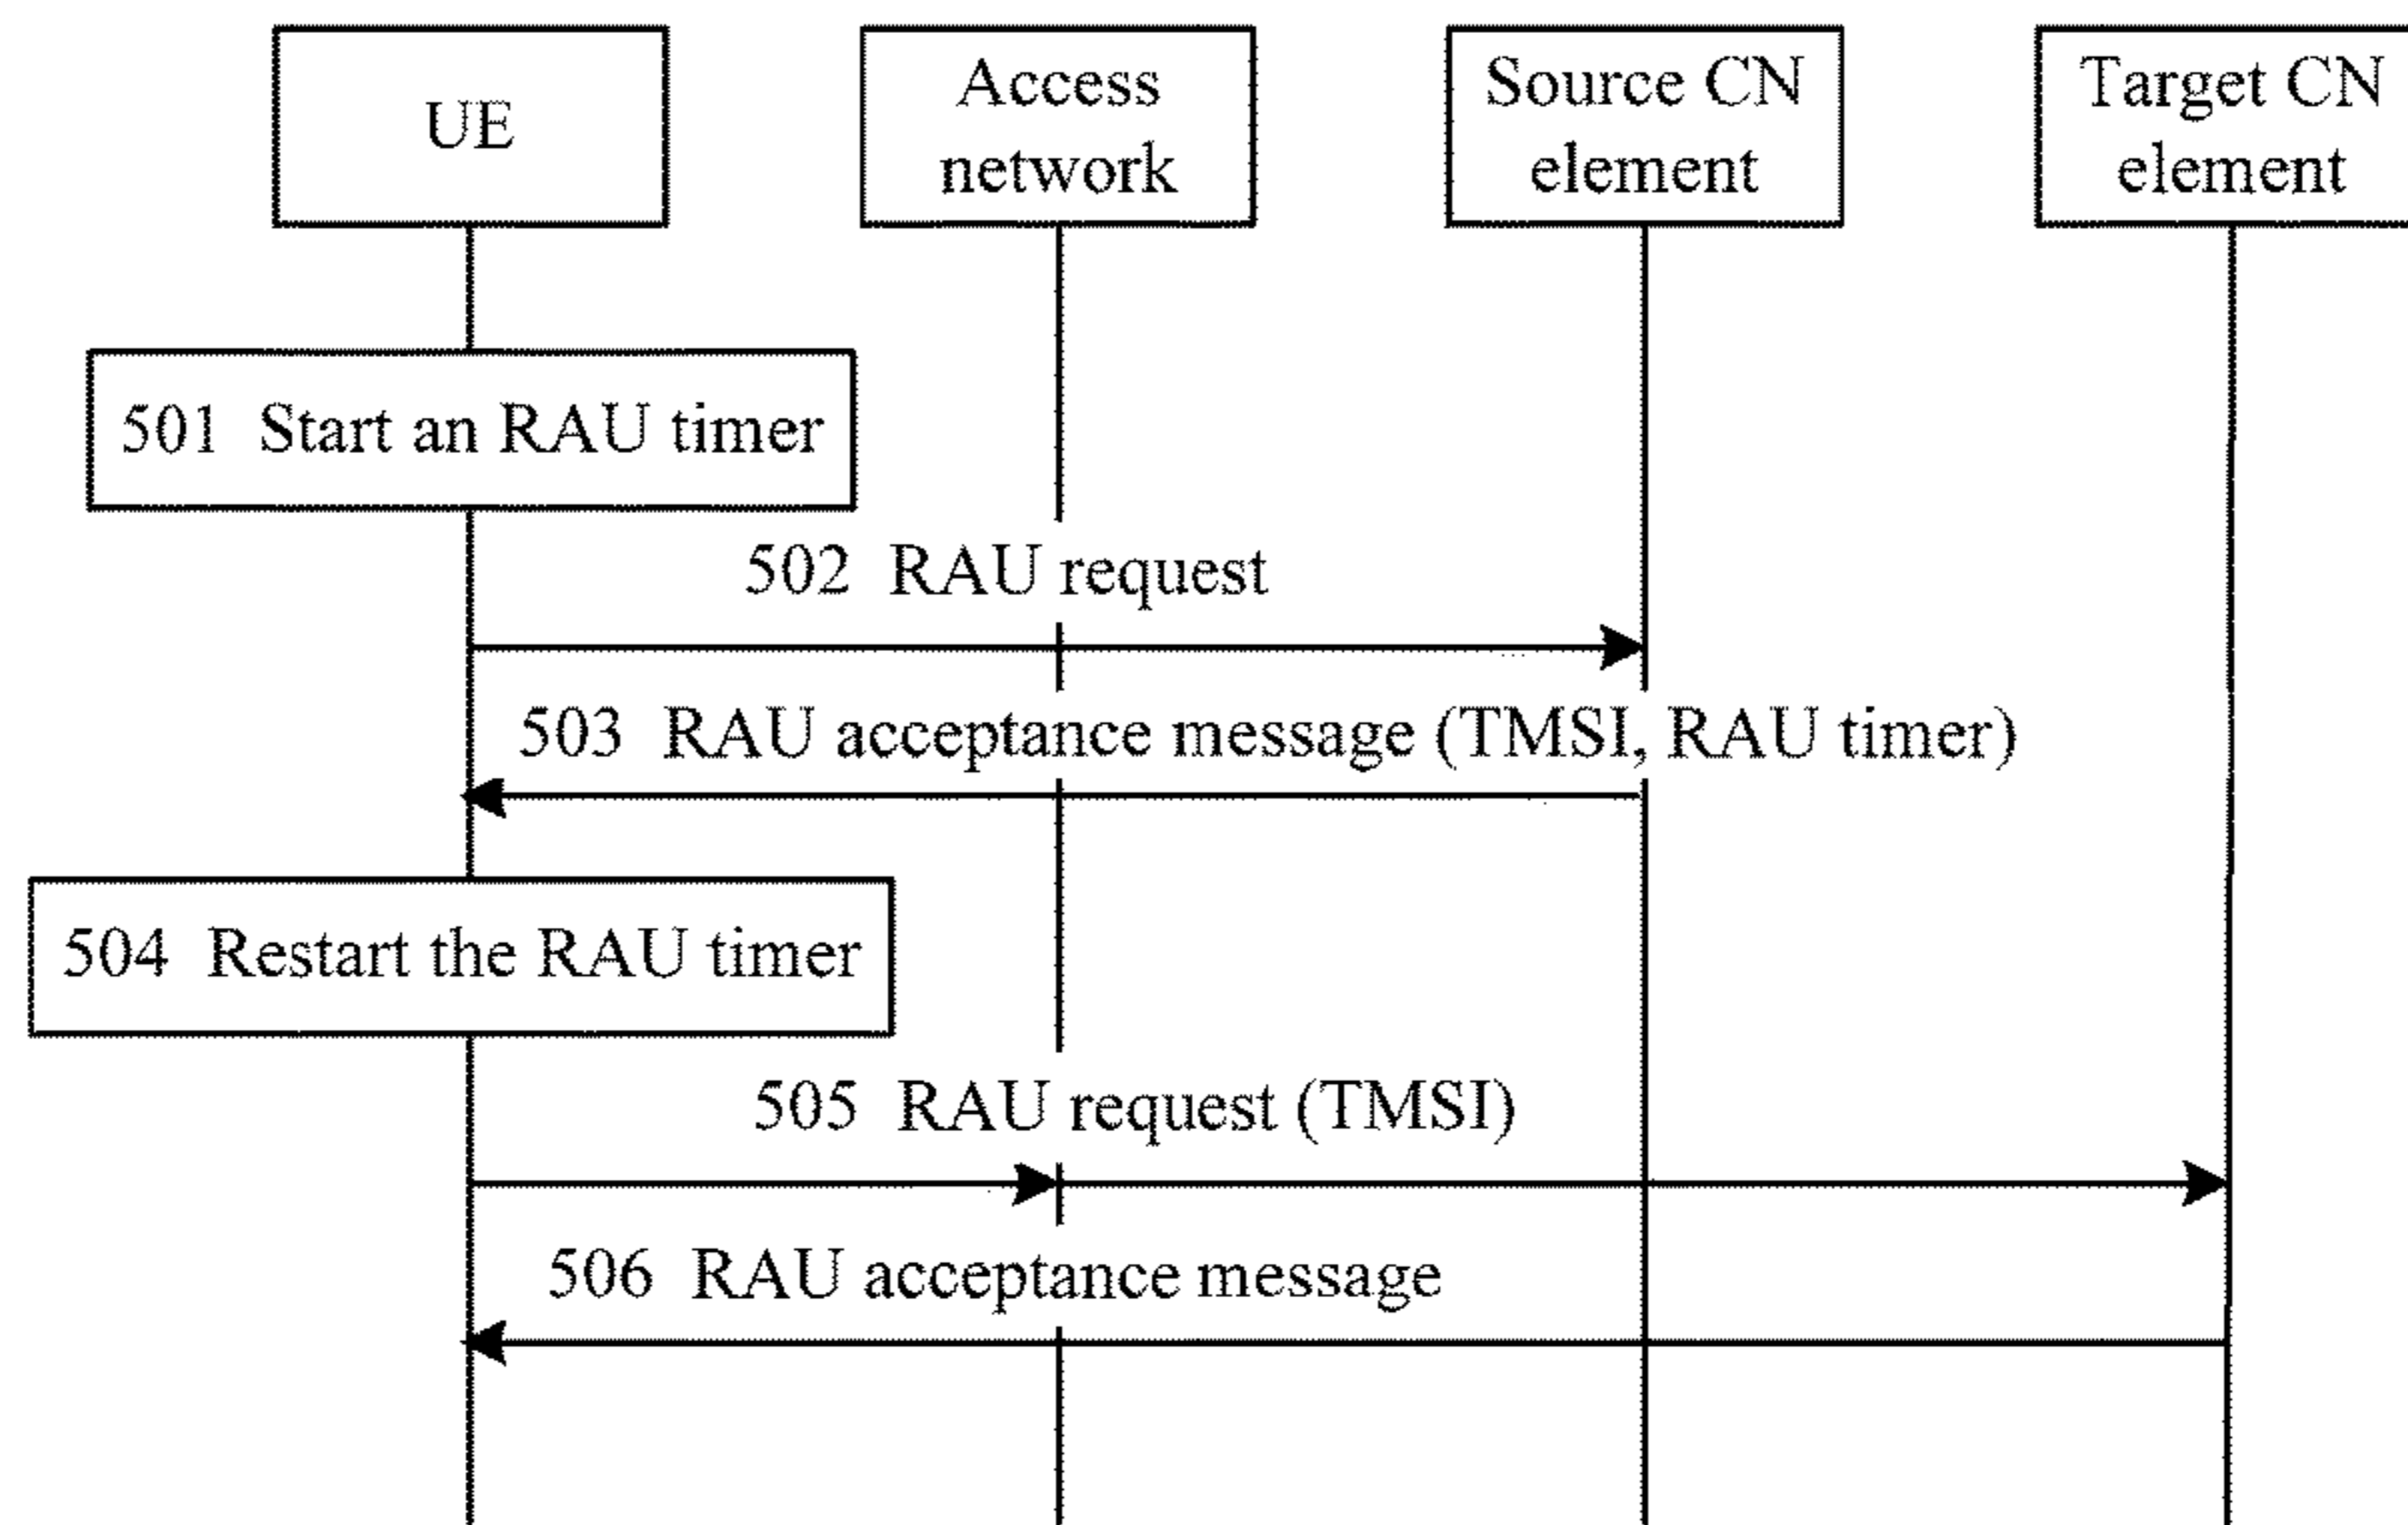 UE
Access
network
Source CN
element
Target CN
element
501 Start an RAU timer
502 RAU request
503 RAU acceptance message (TMSI, RAU timer)
504 Restart the RAU timer
505 RAU request (TMSI)
506 RAU acceptance message